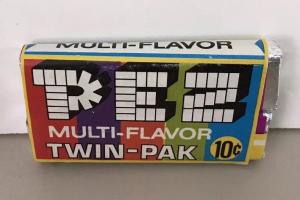 MULTI-FLAVOR
PEZ
MULTI-FLAVOR
TWIN-PAK 10¢